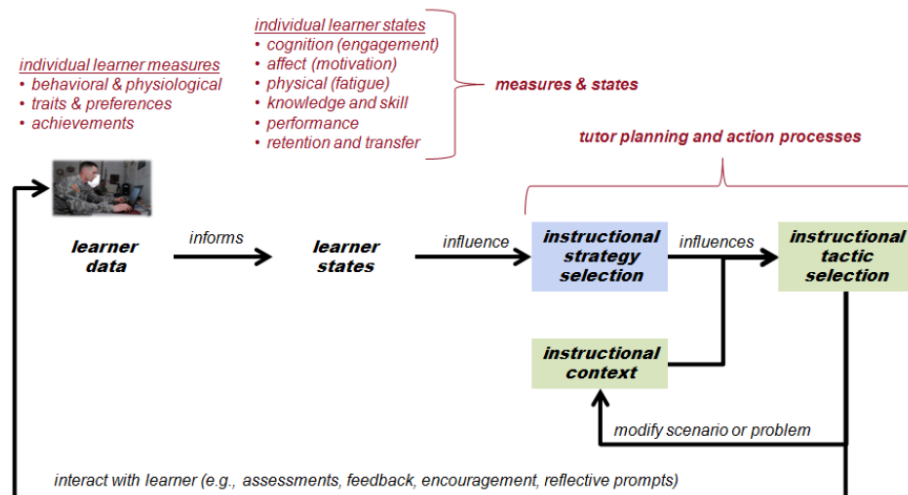 individual learner measures
• behavioral & physiological
• traits & preferences
• achievements
individual learner states
• cognition (engagement)
• affect (motivation)
• physical (fatigue)
• knowledge and skill
• performance
• retention and transfer
measures & states
tutor planning and action processes
learner
data
informs
learner
states
influence
instructional
strategy
selection
influences
instructional
tactic
selection
instructional
context
modify scenario or problem
interact with learner (e.g., assessments, feedback, encouragement, reflective prompts)